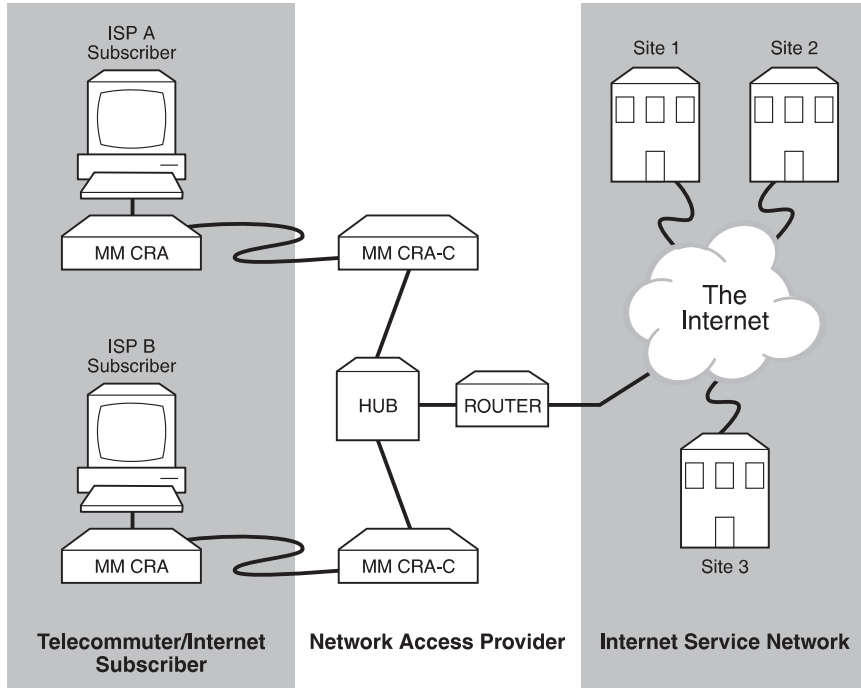 ISP A
Subscriber
MM CRA
ISP B
Subscriber
MM CRA
Telecommuter/Internet
Subscriber
MM CRA-C
HUB
ROUTER
MM CRA-C
Network Access Provider
Site 1
Site 2
The
Internet
Site 3
Internet Service Network